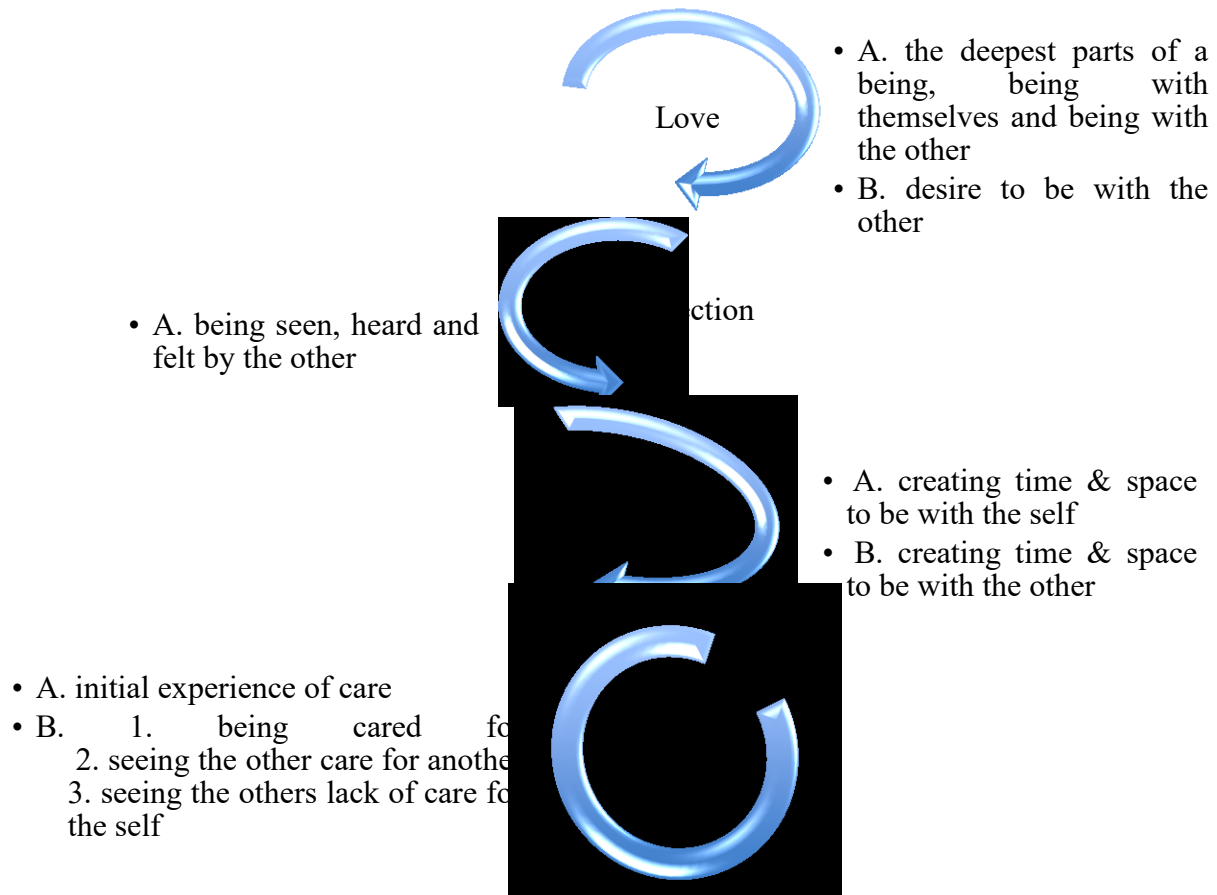 • A. the deepest parts of a
being, being with
themselves and being with
the other
• B. desire to be with the
other
Love
• A. being seen, heard and
felt by the other
ction
• A. creating time & space
to be with the self
• B. creating time & space
to be with the other
• A. initial experience of care
• B. 1. being cared fo
2. seeing the other care for anothe
3. seeing the others lack of care fo
the self